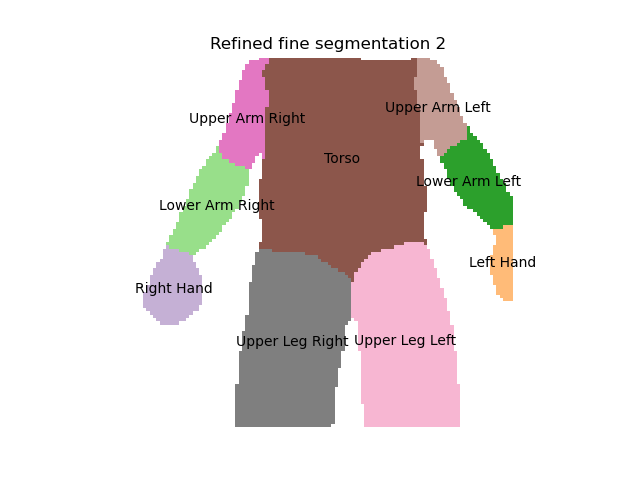 Refined fine segmentation 2
Upper Arm Left
Upper Arm Right
Torso
Lower Arm Left
Lower Arm Right
Left Hand
Right Hand
Upper Leg Right
Upper Leg Left